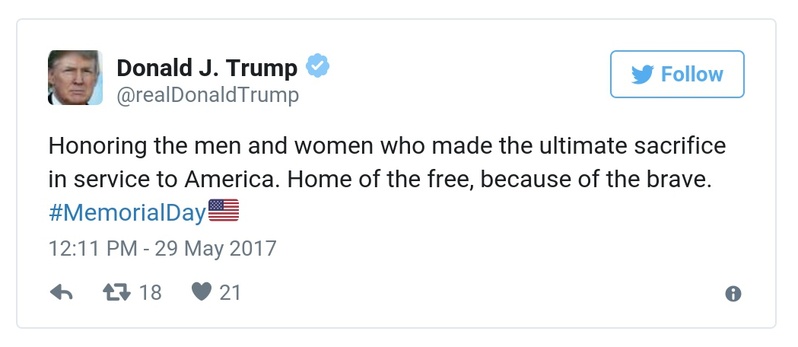 Donald J. Trump
@realDonaldTrump
Follow
Honoring the men and women who made the ultimate sacrifice
in service to America. Home of the free, because of the brave.
#MemorialDay🇺🇸
12:11 PM - 29 May 2017
18 21